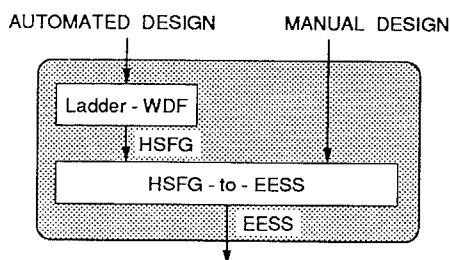 AUTOMATED DESIGN
MANUAL DESIGN
Ladder - WDF
HSFG
HSFG - to - EESS
EESS